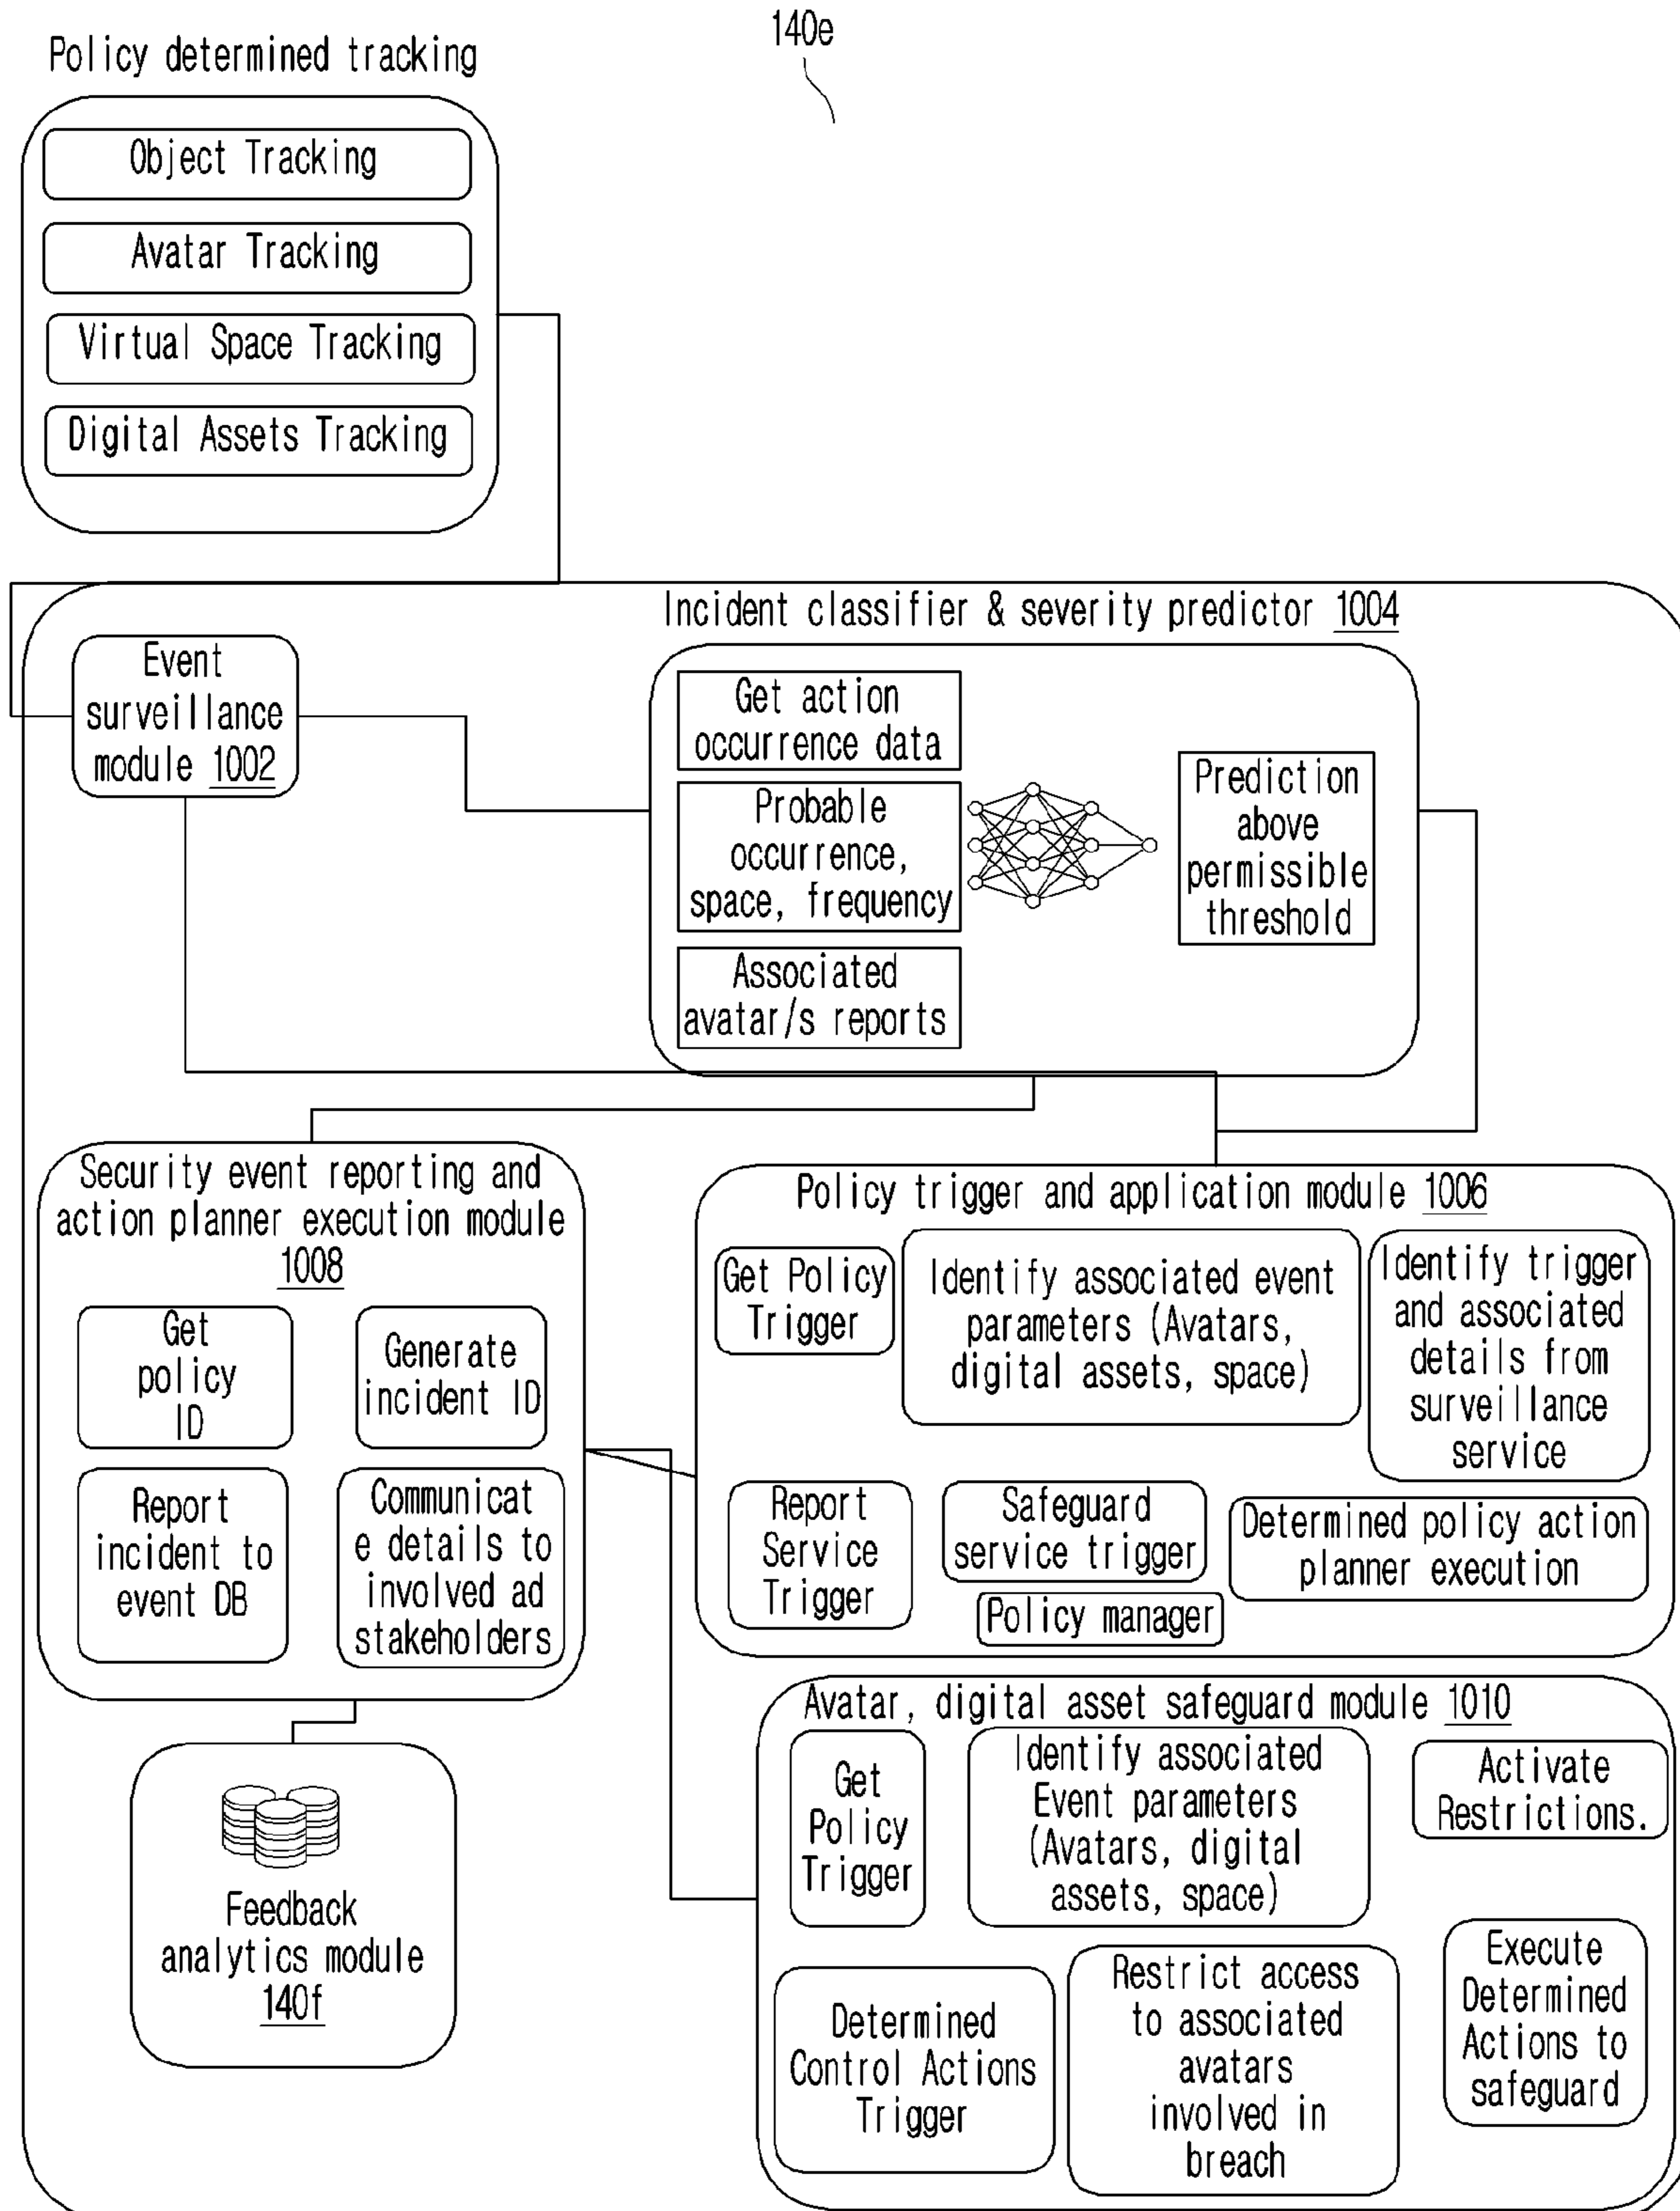 140e
Policy determined tracking
Object Tracking
Avatar Tracking
Virtual Space Tracking
Digital Assets Tracking
Event
surveillance
module 1002
Incident classifier & severity predictor 1004
Get action
occurrence data
Probable
occurrence,
space, frequency
Associated
avatar/s reports
Prediction
above
permissible
threshold
Security event reporting and
action planner execution module
1008
Get
policy
ID
Generate
incident ID
Report
incident to
event DB
Communicat
e details to
involved ad
stakeholders
Policy trigger and application module 1006
Get Policy
Trigger
Identify associated event
parameters (Avatars,
digital assets, space)
Identify trigger
and associated
details from
surveillance
service
Report
Service
Trigger
Safeguard
service trigger
Determined policy action
planner execution
Policy manager
Avatar, digital asset safeguard module 1010
Get
Policy
Trigger
Identify associated
Event parameters
(Avatars, digital
assets, space)
Activate
Restrictions.
Determined
Control Actions
Trigger
Restrict access
to associated
avatars
involved in
breach
Execute
Determined
Actions to
safeguard
Feedback
analytics module
140f